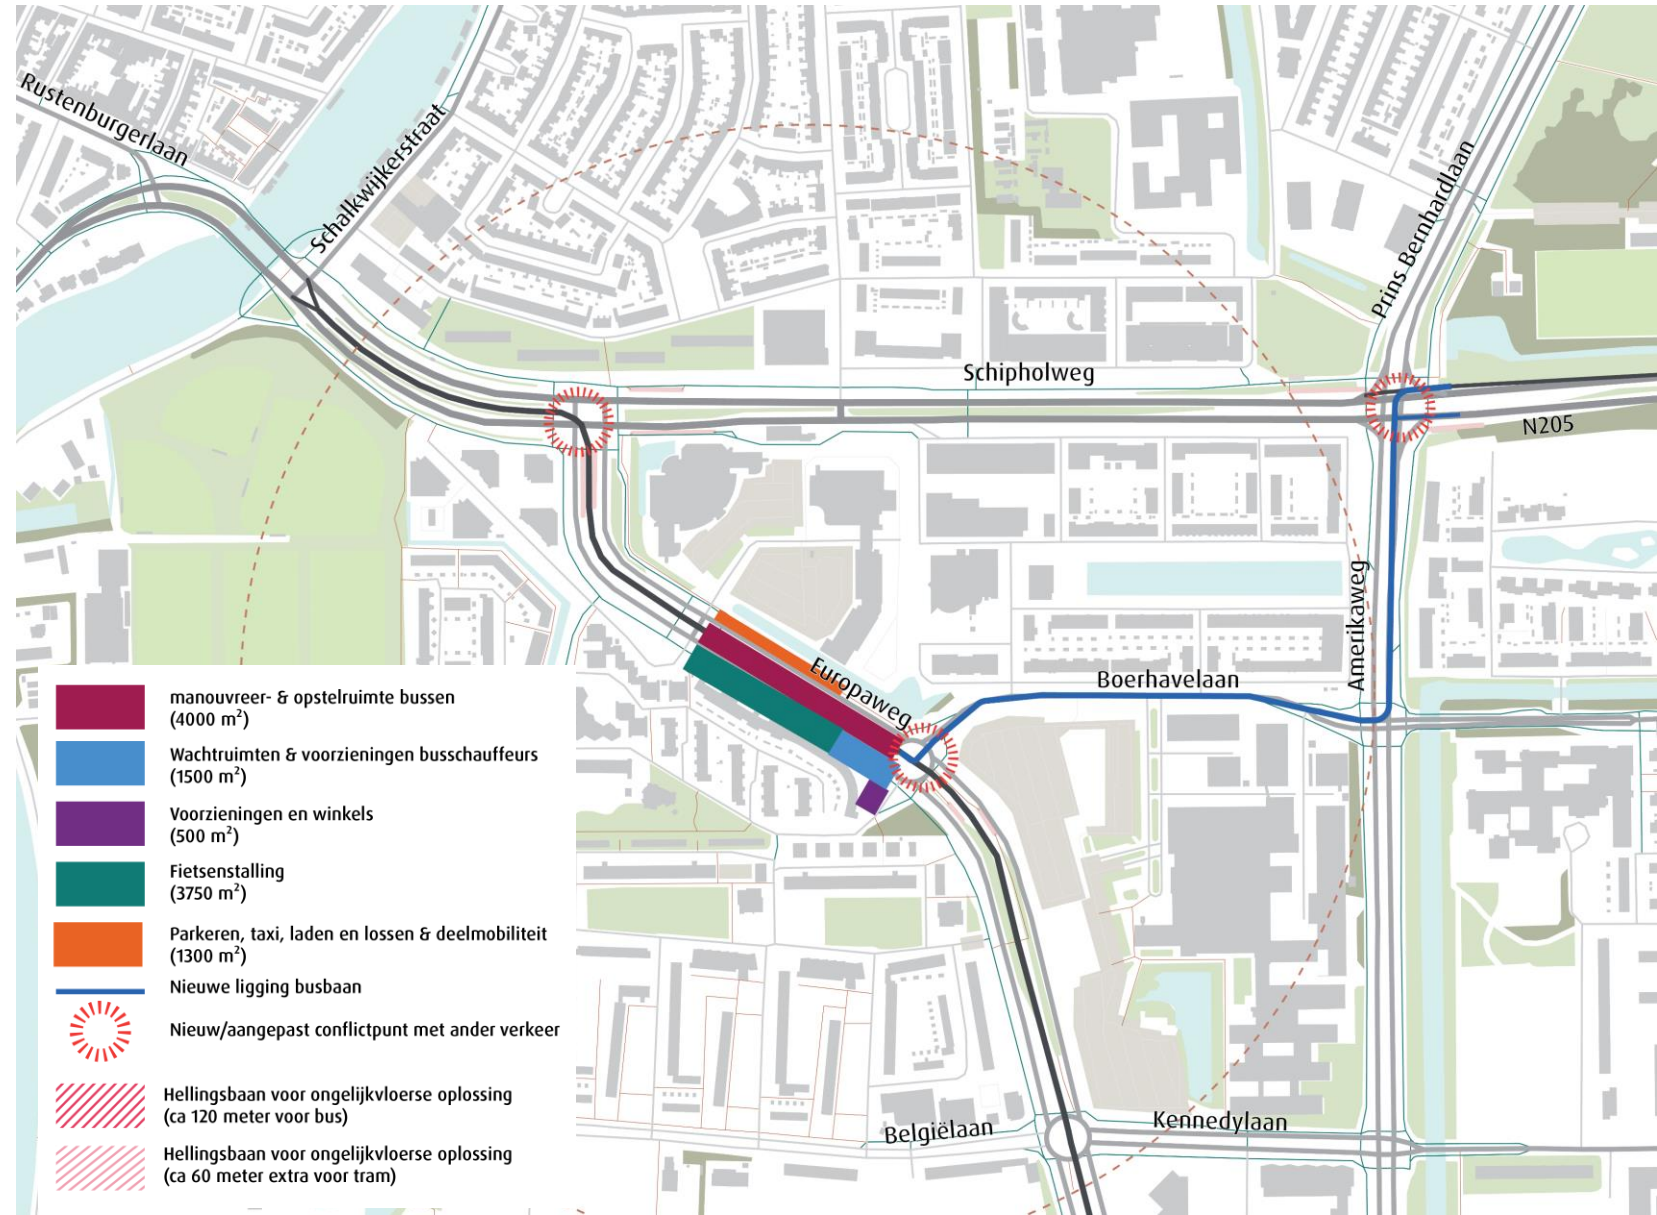 Rustenburgerlaan
Schalkwijkerstraat
Prins Bernhardlaan
Schipholweg
N205
Amerikaweg
Europaweg
Boerhavelaan
Belgiëlaan
Kennedylaan
manouvreer- & opstelruimte bussen
(4000 m²)
Wachtruimten & voorzieningen busschauffeurs
(1500 m²)
Voorzieningen en winkels
(500 m²)
Fietsenstalling
(3750 m²)
Parkeren, taxi, laden en lossen & deelmobiliteit
(1300 m²)
Nieuwe ligging busbaan
Nieuw/aangepast conflictpunt met ander verkeer
Hellingsbaan voor ongelijkvloerse oplossing
(ca 120 meter voor bus)
Hellingsbaan voor ongelijkvloerse oplossing
(ca 60 meter extra voor tram)